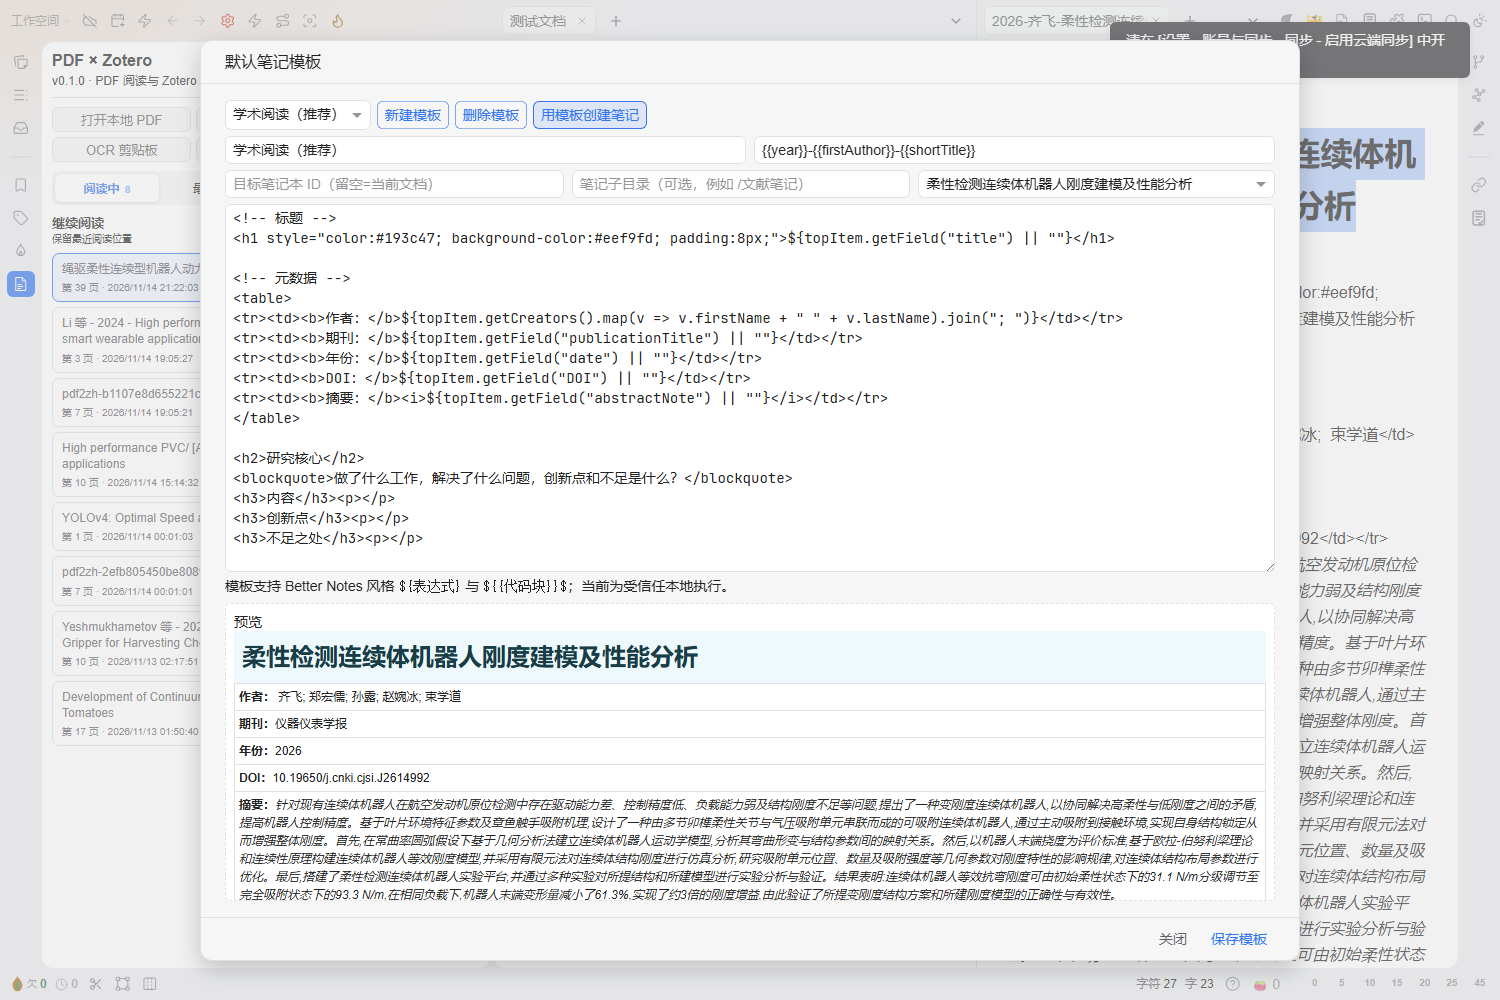 工作空间
测试文档
2026-齐飞-柔性检测连续
请在 [设置 - 账号与同步 - 同步 - 启用云端同步] 中开
PDF × Zotero
v0.1.0 · PDF 阅读与 Zotero
打开本地 PDF
OCR 剪贴板
阅读中 8
继续阅读
保留最近阅读位置
绳驱柔性连续型机器人动力
第 39 页 · 2026/11/14 21:22:03
Li 等 - 2024 - High perform
smart wearable application
第 3 页 · 2026/11/14 19:05:27
pdf2zh-b1107e8d655221c
第 7 页 · 2026/11/14 19:05:21
High performance PVC/ [A
applications
第 10 页 · 2026/11/14 15:14:32
YOLOv4: Optimal Speed a
第 1 页 · 2026/11/14 00:01:03
pdf2zh-2efb805450be808
第 7 页 · 2026/11/14 00:01:01
Yeshmukhametov 等 - 202
Gripper for Harvesting Che
第 10 页 · 2026/11/13 02:17:51
Development of Continuun
Tomatoes
第 17 页 · 2026/11/13 01:50:40
默认笔记模板
学术阅读（推荐）
新建模板
删除模板
用模板创建笔记
学术阅读（推荐）
{{year}}-{{firstAuthor}}-{{shortTitle}}
目标笔记本 ID（留空=当前文档）
笔记子目录（可选，例如 /文献笔记）
柔性检测连续体机器人刚度建模及性能分析
<!-- 标题 -->
<h1 style="color:#193c47; background-color:#eef9fd; padding:8px;">${topItem.getField("title") || ""}</h1>
<!-- 元数据 -->
<table>
<tr><td><b>作者: </b>${topItem.getCreators().map(v => v.firstName + " " + v.lastName).join("; ")}</td></tr>
<tr><td><b>期刊: </b>${topItem.getField("publicationTitle") || ""}</td></tr>
<tr><td><b>年份: </b>${topItem.getField("date") || ""}</td></tr>
<tr><td><b>DOI: </b>${topItem.getField("DOI") || ""}</td></tr>
<tr><td><b>摘要: </b><i>${topItem.getField("abstractNote") || ""}</i></td></tr>
</table>
<h2>研究核心</h2>
<blockquote>做了什么工作，解决了什么问题，创新点和不足是什么？</blockquote>
<h3>内容</h3><p></p>
<h3>创新点</h3><p></p>
<h3>不足之处</h3><p></p>
模板支持 Better Notes 风格 ${表达式} 与 ${{代码块}}$；当前为受信任本地执行。
预览
柔性检测连续体机器人刚度建模及性能分析
作者： 齐飞; 郑宏儒; 孙露; 赵婉冰; 束学道
期刊：仪器仪表学报
年份：2026
DOI：10.19650/j.cnki.cjsi.J2614992
摘要：针对现有连续体机器人在航空发动机原位检测中存在驱动能力差、控制精度低、负载能力弱及结构刚度不足等问题,提出了一种变刚度连续体机器人,以协同解决高柔性与低刚度之间的矛盾,
提高机器人控制精度。基于叶片环境特征参数及章鱼触手吸附机理,设计了一种由多节卯榫柔性关节与气压吸附单元串联而成的可吸附连续体机器人,通过主动吸附到接触环境,实现自身结构锁定从
而增强整体刚度。首先,在常曲率圆弧假设下基于几何分析法建立连续体机器人运动学模型,分析其弯曲形变与结构参数间的映射关系。然后,以机器人末端挠度为评价标准,基于欧拉-伯努利梁理论
和连续性原理构建连续体机器人等效刚度模型,并采用有限元法对连续体结构刚度进行仿真分析,研究吸附单元位置、数量及吸附强度等几何参数对刚度特性的影响规律,对连续体结构布局参数进行
优化。最后,搭建了柔性检测连续体机器人实验平台,并通过多种实验对所提结构和所建模型进行实验分析与验证。结果表明:连续体机器人等效抗弯刚度可由初始柔性状态下的31.1 N/m分级调节至
完全吸附状态下的93.3 N/m,在相同负载下,机器人末端变形量减小了61.3%,实现了约3倍的刚度增益,由此验证了所提变刚度结构方案和所建刚度模型的正确性与有效性。
关闭
保存模板
连续体机
分析
lor:#eef9fd;
建模及性能分析
冰; 束学道</td>
92</td></tr>
航空发动机原位检
能力弱及结构刚度
人,以协同解决高
精度。基于叶片环
种由多节卯榫柔性
续体机器人,通过主
增强整体刚度。首
立连续体机器人运
映射关系。然后,
努利梁理论和连
并采用有限元法对
元位置、数量及吸
对连续体结构布局
体机器人实验平
进行实验分析与验
可由初始柔性状态
欠 0
0
字符 27 字 23
0
0 5 10 15 20 25 35 45